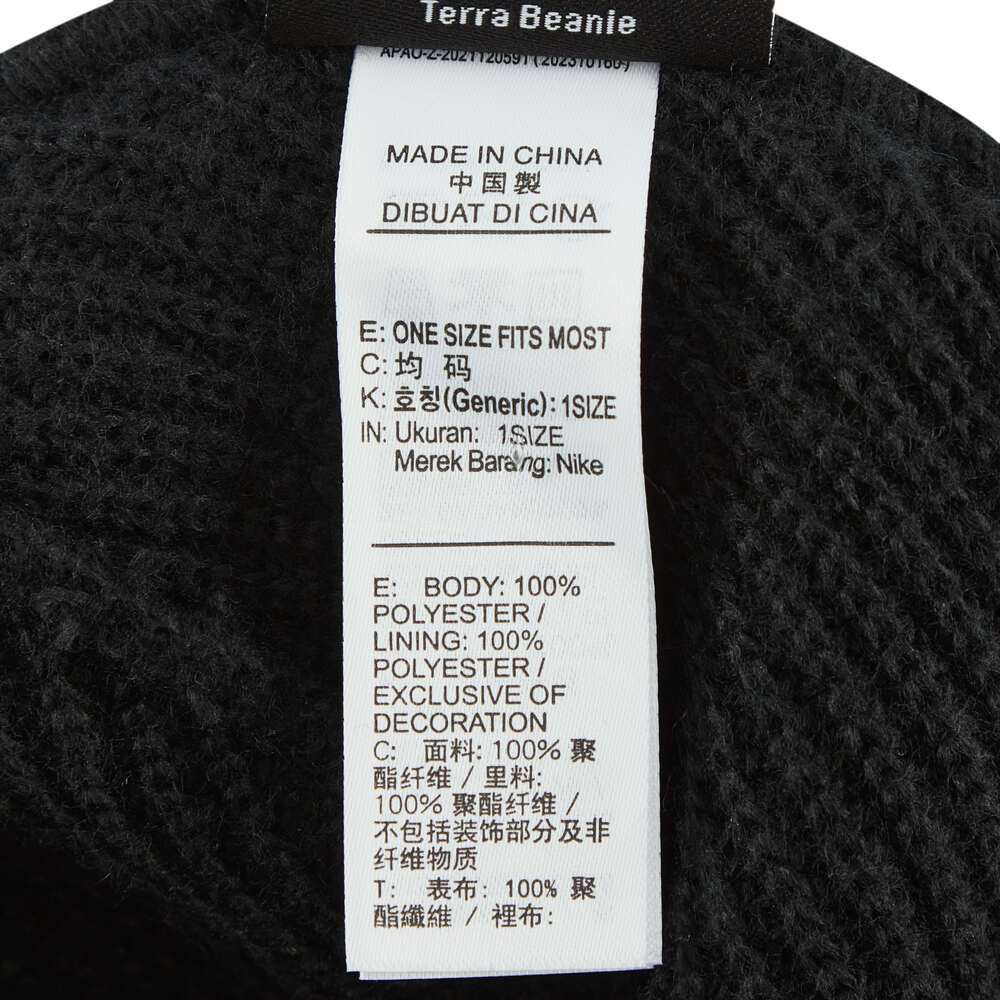 Terra Beanie
MADE IN CHINA
中国製
DIBUAT DI CINA
E: ONE SIZE FITS MOST
C: 均 码
K: 호칭(Generic): 1SIZE
IN: Ukuran: 1SIZE
Merek Barang: Nike
E: BODY: 100%
POLYESTER /
LINING: 100%
POLYESTER /
EXCLUSIVE OF
DECORATION
C: 面料: 100% 聚
酯纤维 / 里料:
100% 聚酯纤维 /
不包括装饰部分及非
纤维物质
T: 表布: 100% 聚
酯纖維 / 裡布: